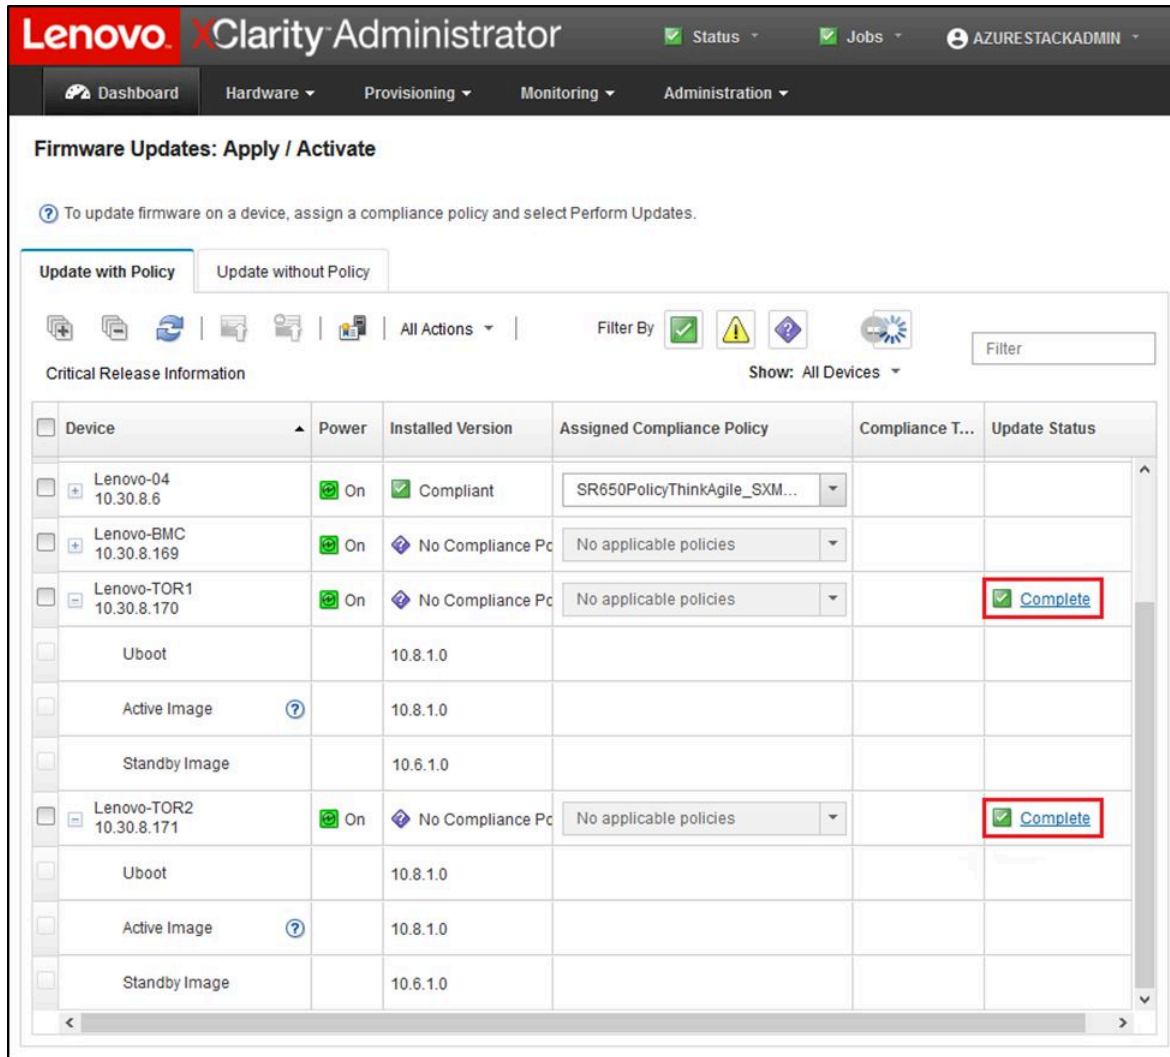 Lenovo. XClarity Administrator Status Jobs AZURESTACKADMIN
Dashboard Hardware Provisioning Monitoring Administration
Firmware Updates: Apply / Activate
To update firmware on a device, assign a compliance policy and select Perform Updates.
Update with Policy Update without Policy
All Actions Filter By
Filter
Critical Release Information Show: All Devices
Device Power Installed Version Assigned Compliance Policy Compliance T... Update Status
Lenovo-04
10.30.8.6 On Compliant SR650PolicyThinkAgile_SXM...
Lenovo-BMC
10.30.8.169 On No Compliance Po No applicable policies
Lenovo-TOR1
10.30.8.170 On No Compliance Po No applicable policies Complete
Uboot 10.8.1.0
Active Image 10.8.1.0
Standby Image 10.6.1.0
Lenovo-TOR2
10.30.8.171 On No Compliance Po No applicable policies Complete
Uboot 10.8.1.0
Active Image 10.8.1.0
Standby Image 10.6.1.0